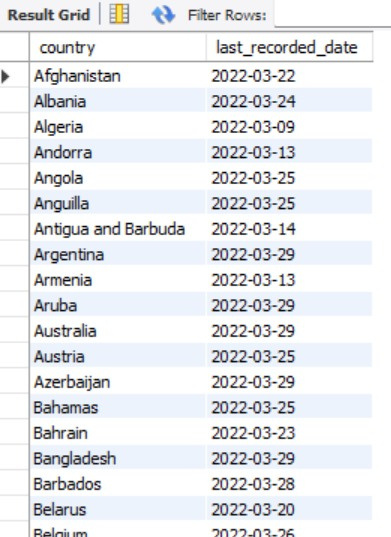 Result Grid Filter Rows:
country last_recorded_date
Afghanistan 2022-03-22
Albania 2022-03-24
Algeria 2022-03-09
Andorra 2022-03-13
Angola 2022-03-25
Anguilla 2022-03-25
Antigua and Barbuda 2022-03-14
Argentina 2022-03-29
Armenia 2022-03-13
Aruba 2022-03-29
Australia 2022-03-29
Austria 2022-03-25
Azerbaijan 2022-03-29
Bahamas 2022-03-25
Bahrain 2022-03-23
Bangladesh 2022-03-29
Barbados 2022-03-28
Belarus 2022-03-20
Belgium 2022-03-26